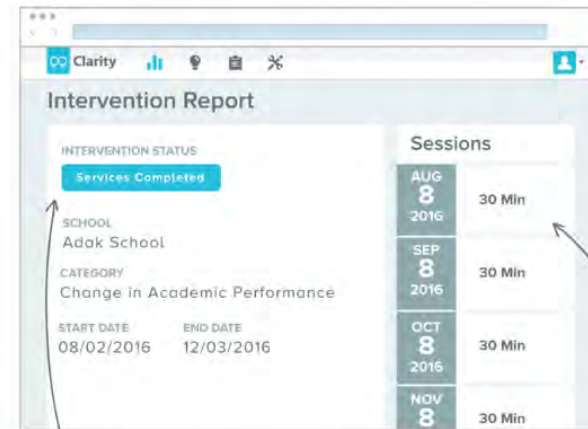 Clarity
Intervention Report
INTERVENTION STATUS
Services Completed
SCHOOL
Adak School
CATEGORY
Change in Academic Performance
START DATE END DATE
08/02/2016 12/03/2016
Sessions
AUG
8
2016
30 Min
SEP
8
2016
30 Min
OCT
8
2016
30 Min
NOV
8
30 Min